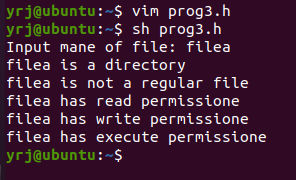 yrj@ubuntu:~$ vim prog3.h
yrj@ubuntu:~$ sh prog3.h
Input mane of file: filea
filea is a directory
filea is not a regular file
filea has read permissione
filea has write permissione
filea has execute permissione
yrj@ubuntu:~$